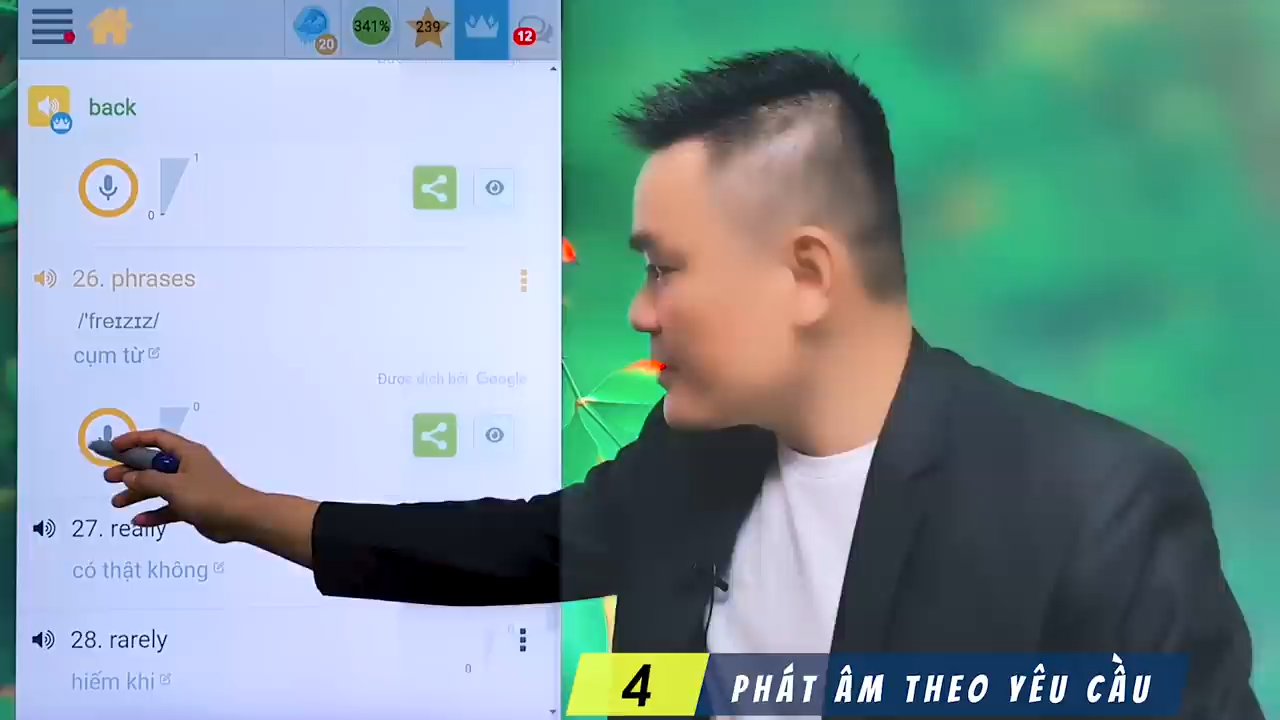 20
341%
239
12
back
1
0
26. phrases
/'freɪzɪz/
cụm từ
Được dịch bởi Google
0
27. really
có thật không
28. rarely
0
0
hiếm khi
4 PHÁT ÂM THEO YÊU CẦU